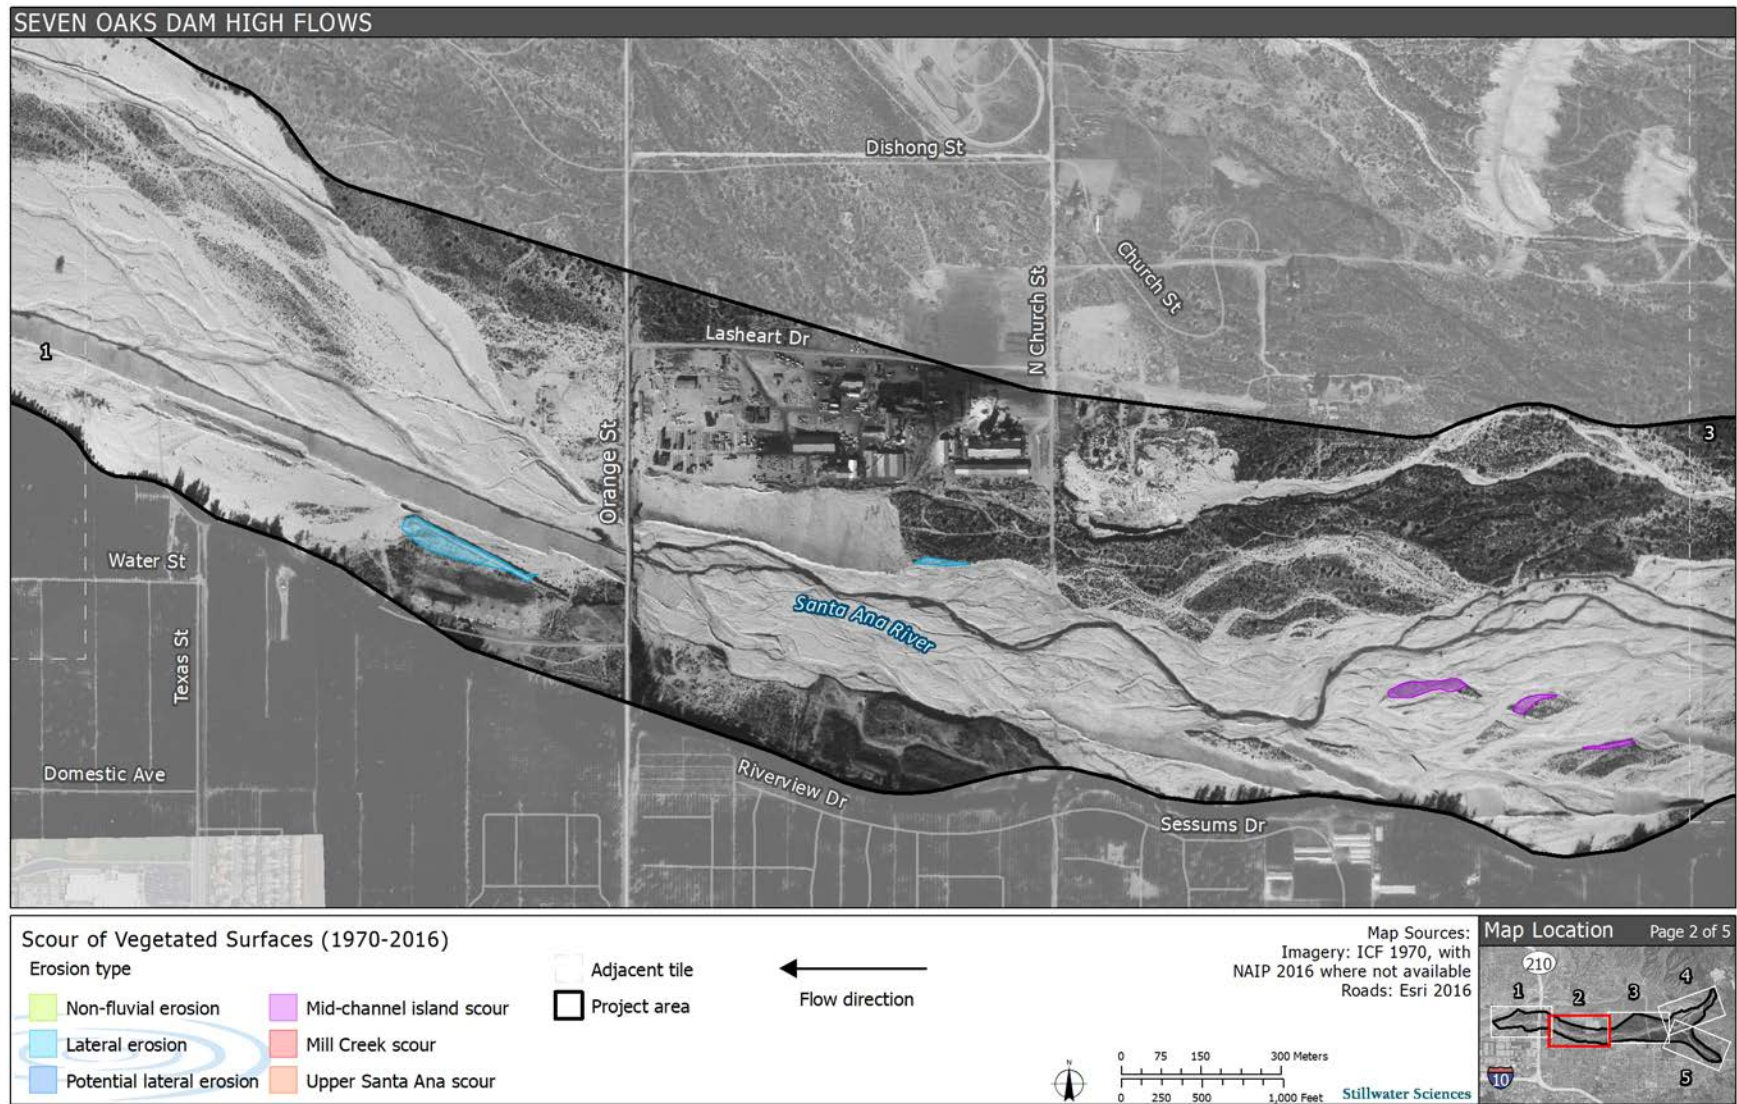 SEVEN OAKS DAM HIGH FLOWS
Dishong St
Church St
N Church St
Lasheart Dr
1
3
Orange St
Water St
Santa Ana River
Texas St
Domestic Ave
Riverview Dr
Sessums Dr
Scour of Vegetated Surfaces (1970-2016)
Erosion type
Non-fluvial erosion
Lateral erosion
Potential lateral erosion
Mid-channel island scour
Mill Creek scour
Upper Santa Ana scour
Adjacent tile
Project area
Flow direction
Map Sources:
Imagery: ICF 1970, with
NAIP 2016 where not available
Roads: Esri 2016
N
0 75 150 300 Meters
0 250 500 1,000 Feet
Stillwater Sciences
Map Location Page 2 of 5
210
4
1
2
3
10
5